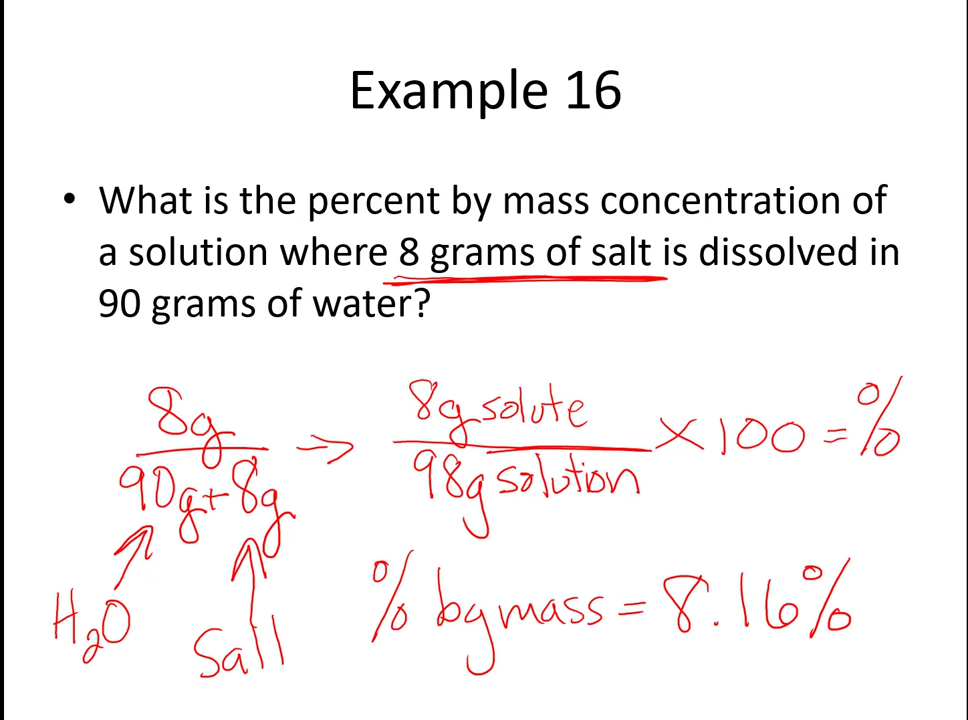 Example 16
• What is the percent by mass concentration of
a solution where 8 grams of salt is dissolved in
90 grams of water?
8g
90g+8g
=>
8g solute
98g solution
×100=%
H₂O
Salt
% by mass = 8.16%